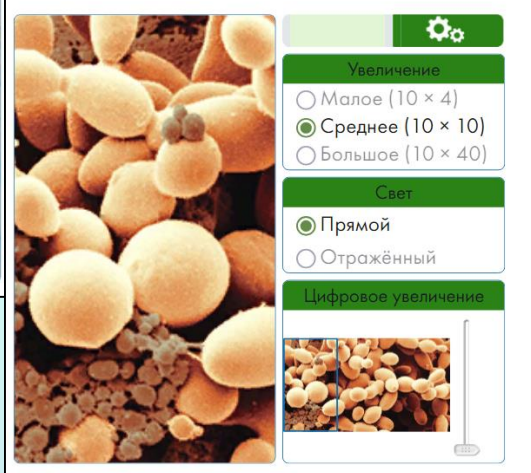 Увеличение
Малое (10 × 4)
Среднее (10 × 10)
Большое (10 × 40)
Свет
Прямой
Отражённый
Цифровое увеличение